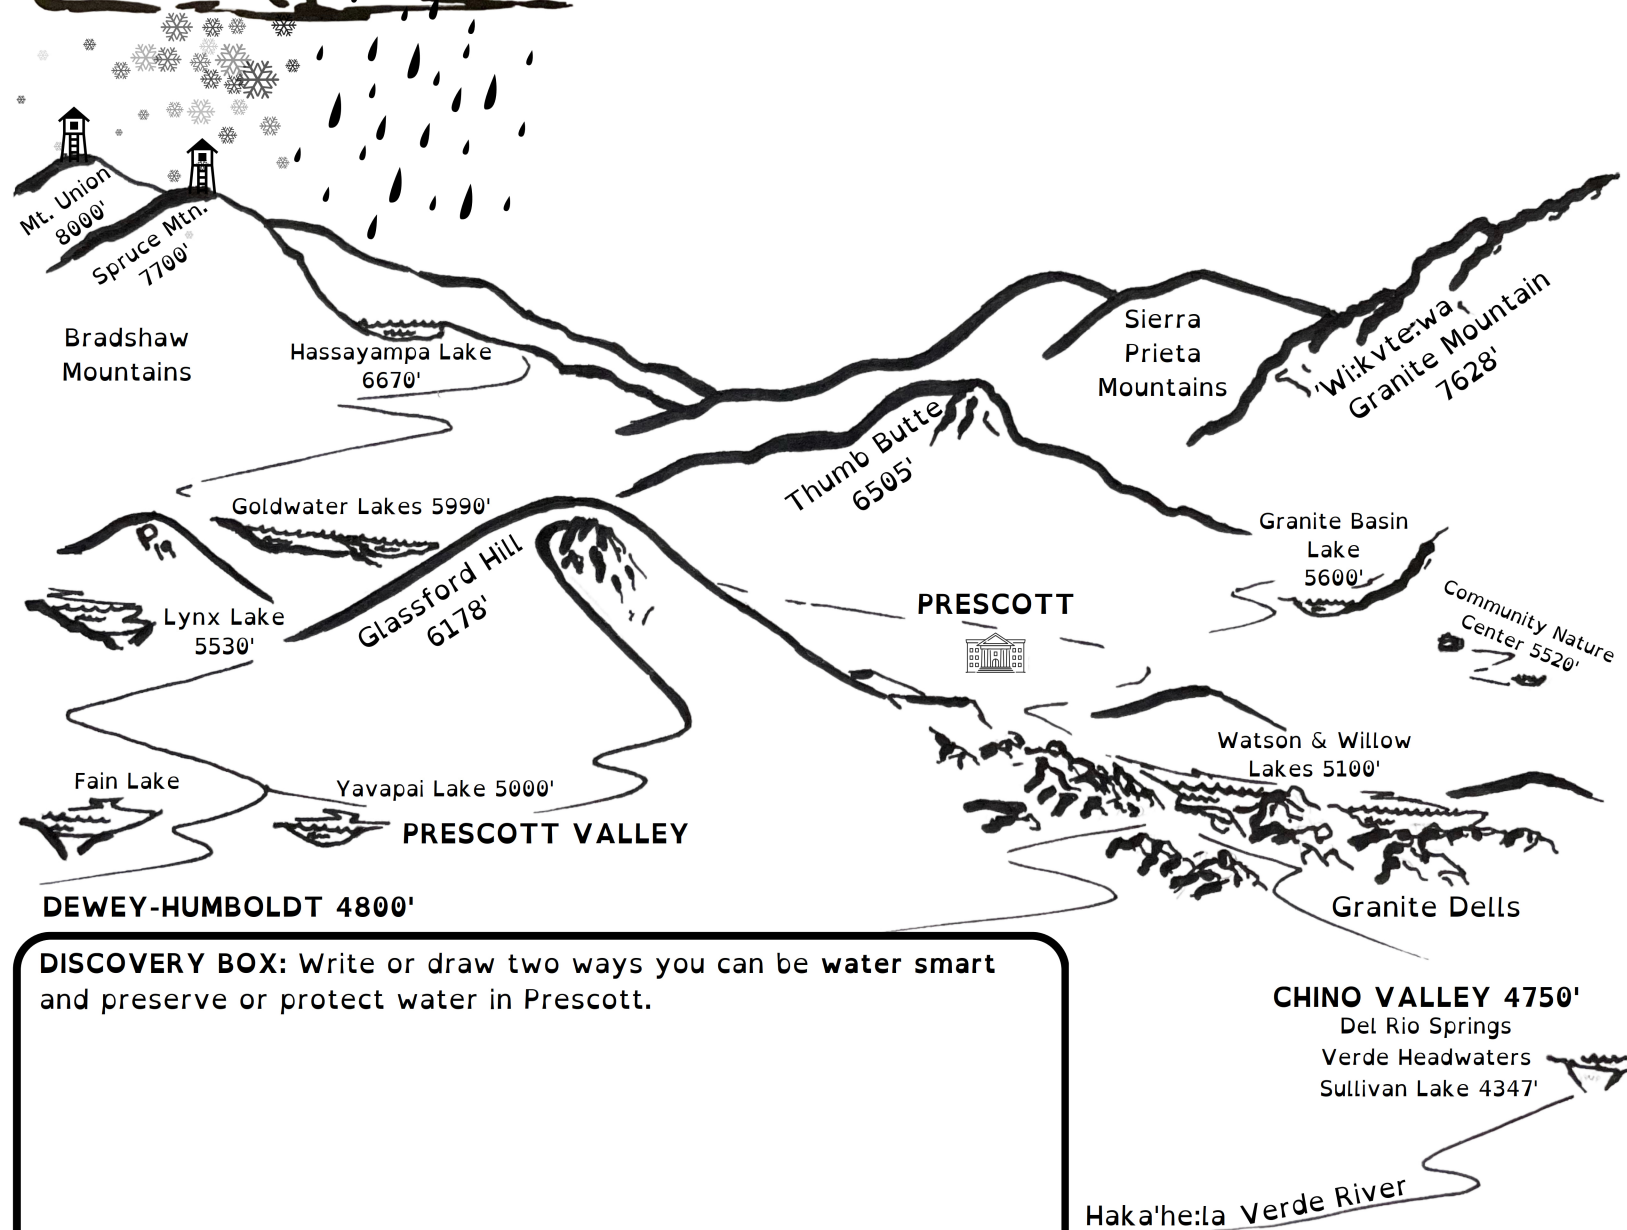 Mt. Union
8000'
Spruce Mtn.
7700'
Bradshaw
Mountains
Hassayampa Lake
6670'
Sierra
Prieta
Mountains
'Wi:kvte:wa
Granite Mountain
7628'
Thumb Butte
6505'
Goldwater Lakes 5990'
P
19
Glassford Hill
6178'
Lynx Lake
5530'
PRESCOTT
Granite Basin
Lake
5600'
Community Nature
Center 5520'
Watson & Willow
Lakes 5100'
Fain Lake
Yavapai Lake 5000'
PRESCOTT VALLEY
DEWEY-HUMBOLDT 4800'
Granite Dells
DISCOVERY BOX: Write or draw two ways you can be water smart
and preserve or protect water in Prescott.
CHINO VALLEY 4750'
Del Rio Springs
Verde Headwaters
Sullivan Lake 4347'
Haka'he:la Verde River